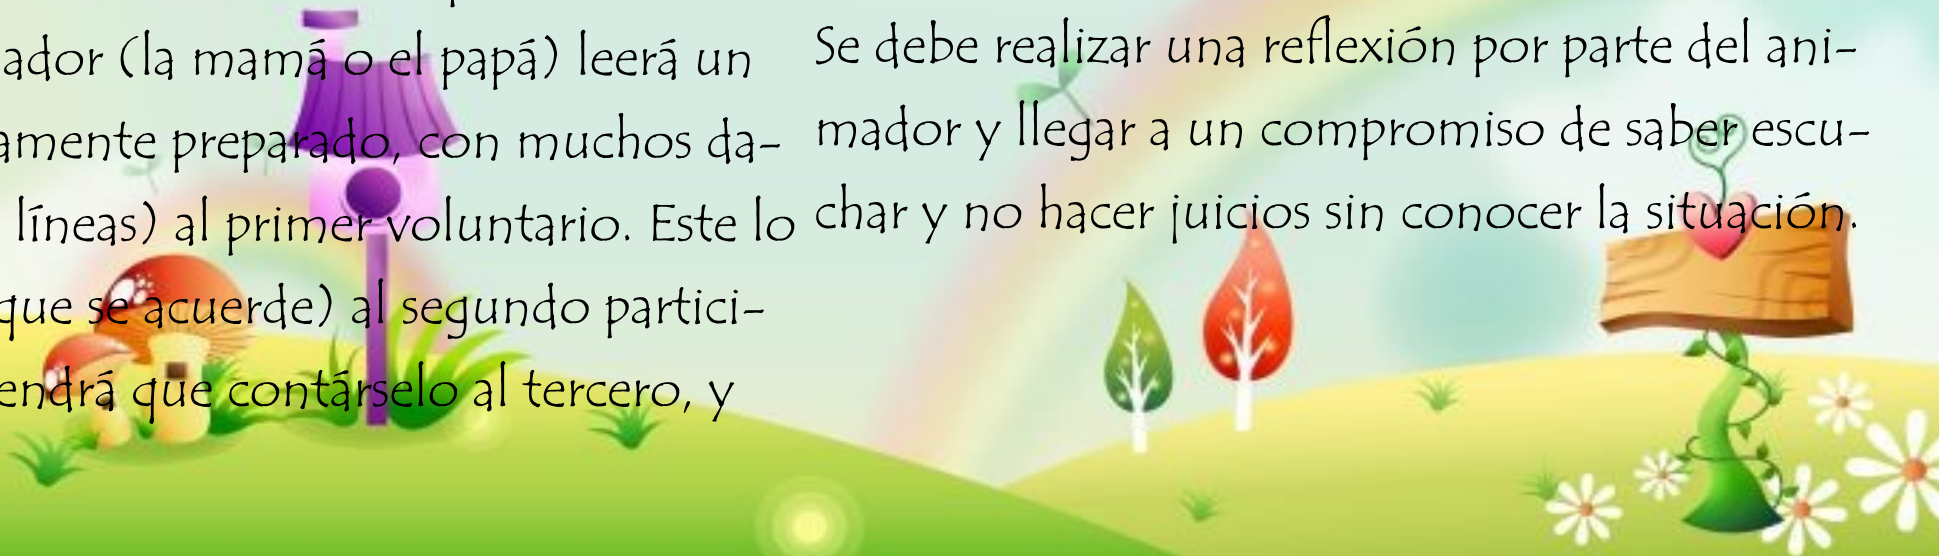 ador (la mamá o el papá) leerá un
amente preparado, con muchos da-
líneas) al primer voluntario. Este lo
que se acuerde) al segundo partici-
endrá que contárselo al tercero, y
Se debe realizar una reflexión por parte del ani-
mador y llegar a un compromiso de saber escu-
char y no hacer juicios sin conocer la situación.